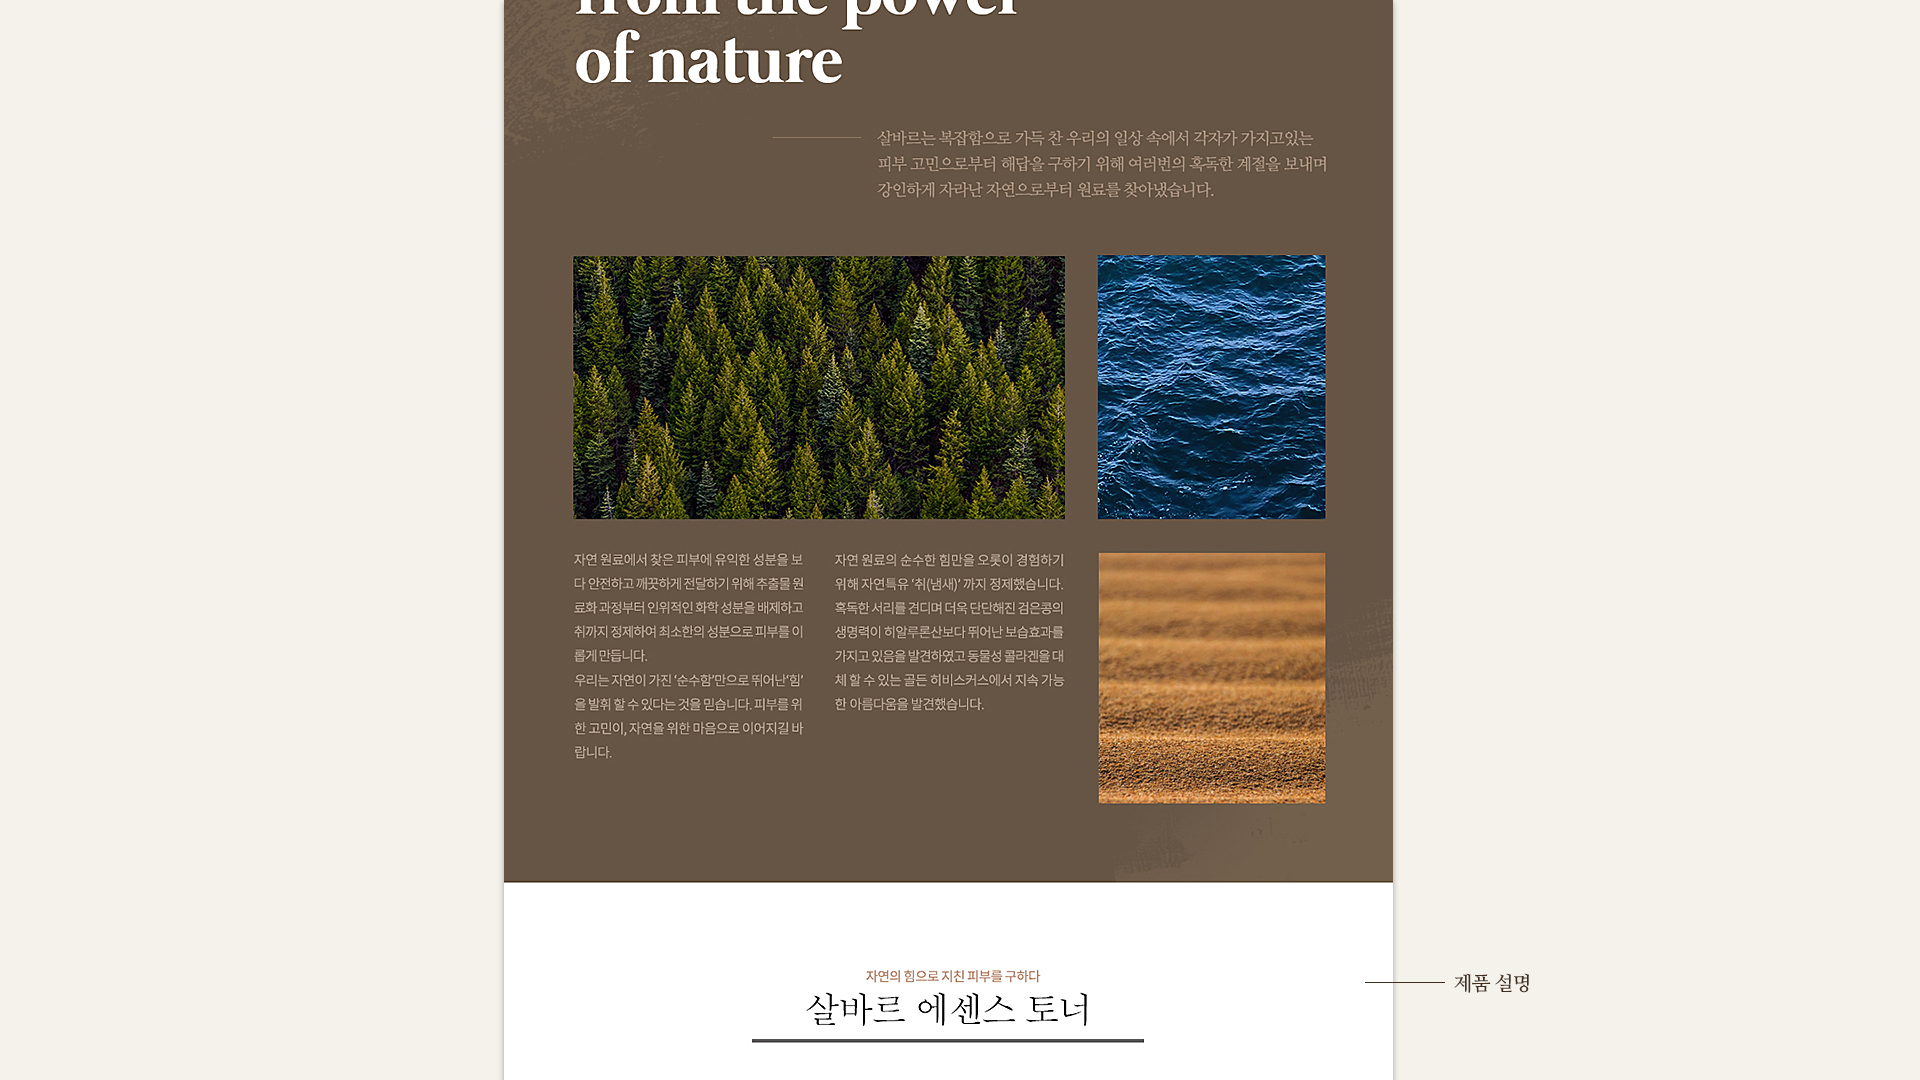 from the power
of nature
살바르는 복잡함으로 가득 찬 우리의 일상 속에서 각자가 가지고있는
피부 고민으로부터 해답을 구하기 위해 여러번의 혹독한 계절을 보내며
강인하게 자라난 자연으로부터 원료를 찾아냈습니다.
자연 원료에서 찾은 피부에 유익한 성분을 보
다 안전하고 깨끗하게 전달하기 위해 추출물 원
료화 과정부터 인위적인 화학 성분을 배제하고
취까지 정제하여 최소한의 성분으로 피부를 이
롭게 만듭니다.
우리는 자연이 가진 ‘순수함’만으로 뛰어난‘힘’
을 발휘 할 수 있다는 것을 믿습니다. 피부를 위
한 고민이, 자연을 위한 마음으로 이어지길 바
랍니다.
자연 원료의 순수한 힘만을 오롯이 경험하기
위해 자연특유 ‘취(냄새)’ 까지 정제했습니다.
혹독한 서리를 견디며 더욱 단단해진 검은콩의
생명력이 히알루론산보다 뛰어난 보습효과를
가지고 있음을 발견하였고 동물성 콜라겐을 대
체 할 수 있는 골든 히비스커스에서 지속 가능
한 아름다움을 발견했습니다.
자연의 힘으로 지친 피부를 구하다
살바르 에센스 토너
제품 설명